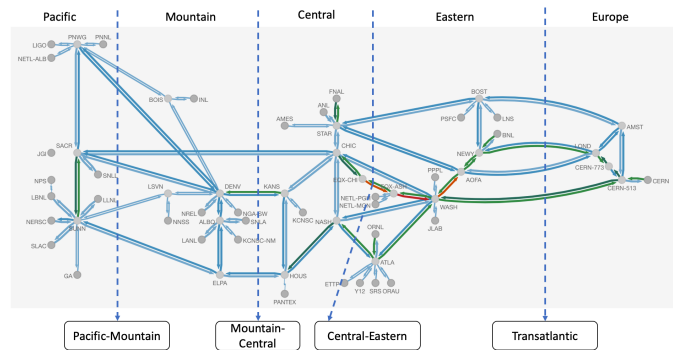 Pacific
Mountain
Central
Eastern
Europe
PNWG
PNNL
LIGO
NETL-ALB
BOIS
INL
FNAL
ANL
AMES
STAR
BOST
PSFC
LNS
BNL
AMST
LOND
NEWY
CERN-773
CERN-513
CERN
SACR
JGI
SNLL
CHIC
EQX-CHI
EQX-ASH
PPPL
AOFA
NPS
LBNL
LLNL
LSVN
DENV
KANS
NETL-PGH
NETL-MGN
WASH
NERSC
SUNN
NNSS
NREL
ALBQ
NGA-SW
SNLA
KCNSC
NASH
JLAB
SLAC
LANL
KCNSC-NM
ORNL
ATLA
GA
ELPA
HOUS
PANTEX
ETTP
Y12
SRS
ORAU
Pacific-Mountain
Mountain-
Central
Central-Eastern
Transatlantic